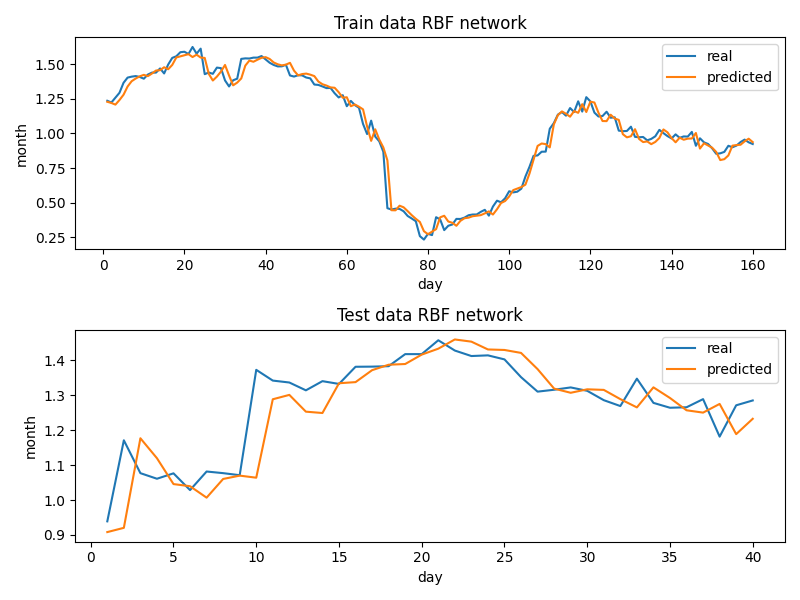 Train data RBF network
real
predicted
1.50
1.25
1.00
0.75
0.50
0.25
month
0 20 40 60 80 100 120 140 160
day
Test data RBF network
real
predicted
1.4
1.3
1.2
1.1
1.0
0.9
month
0 5 10 15 20 25 30 35 40
day